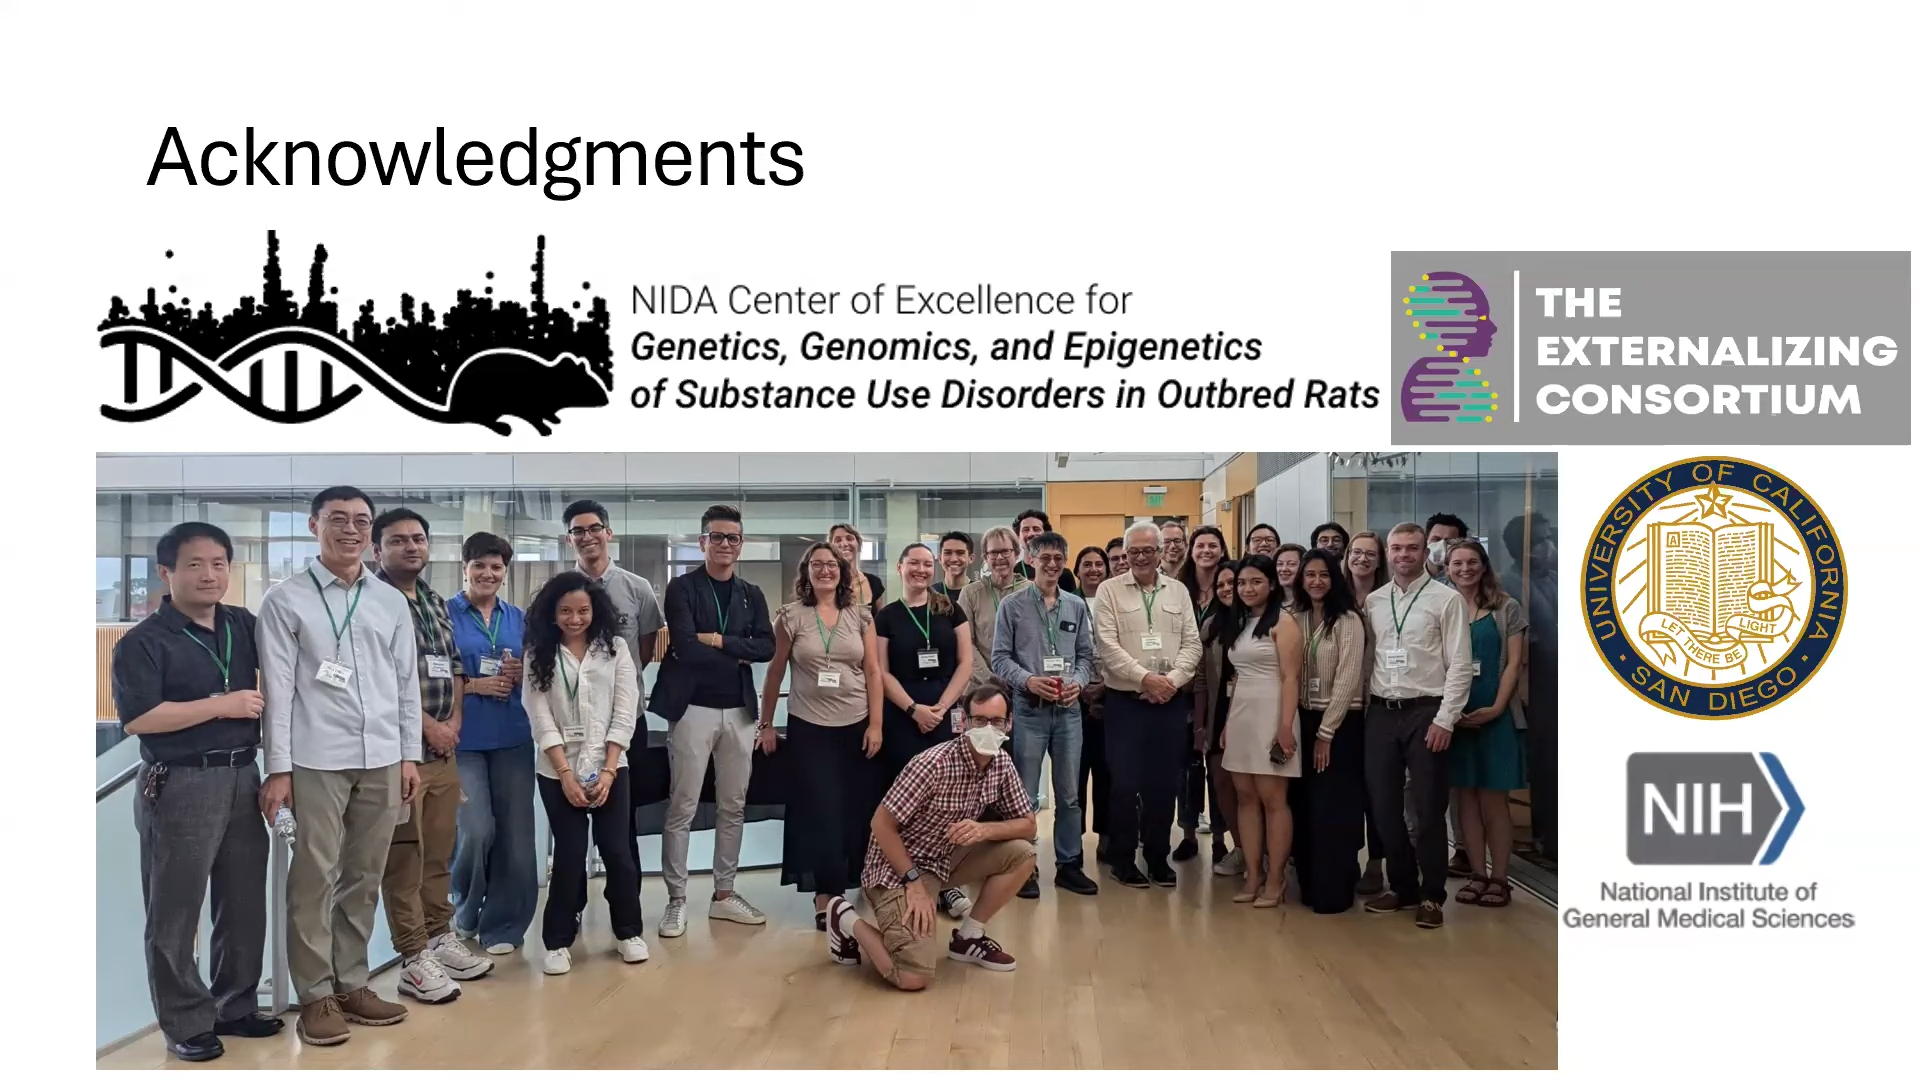 Acknowledgments
NIDA Center of Excellence for
Genetics, Genomics, and Epigenetics
of Substance Use Disorders in Outbred Rats
THE
EXTERNALIZING
CONSORTIUM
UNIVERSITY OF CALIFORNIA
A
LET THERE BE LIGHT
· SAN DIEGO ·
NIH
National Institute of
General Medical Sciences